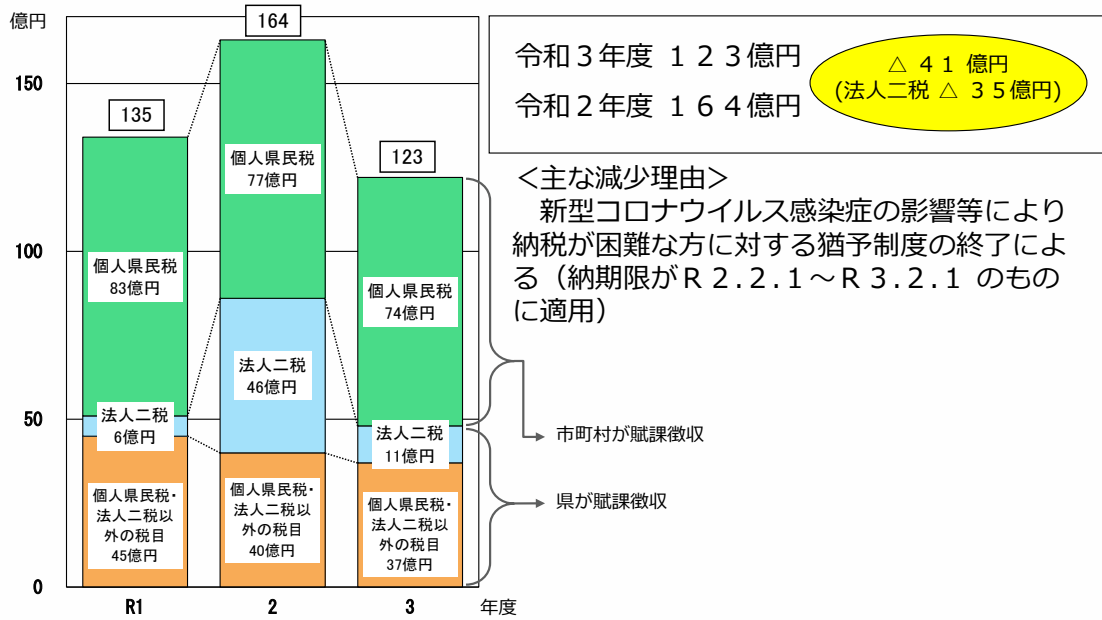 億円
150
100
50
0
135
個人県民税
83億円
法人二税
6億円
個人県民税・
法人二税以
外の税目
45億円
R1
164
個人県民税
77億円
法人二税
46億円
個人県民税・
法人二税以
外の税目
40億円
2
123
個人県民税
74億円
法人二税
11億円
個人県民税・
法人二税以
外の税目
37億円
3
年度
市町村が賦課徴収
県が賦課徴収
令和3年度 123億円
令和2年度 164億円
△ 41 億円
(法人二税 △ 35億円)
＜主な減少理由＞
新型コロナウイルス感染症の影響等により
納税が困難な方に対する猶予制度の終了によ
る（納期限がR2.2.1～R3.2.1 のもの
に適用）